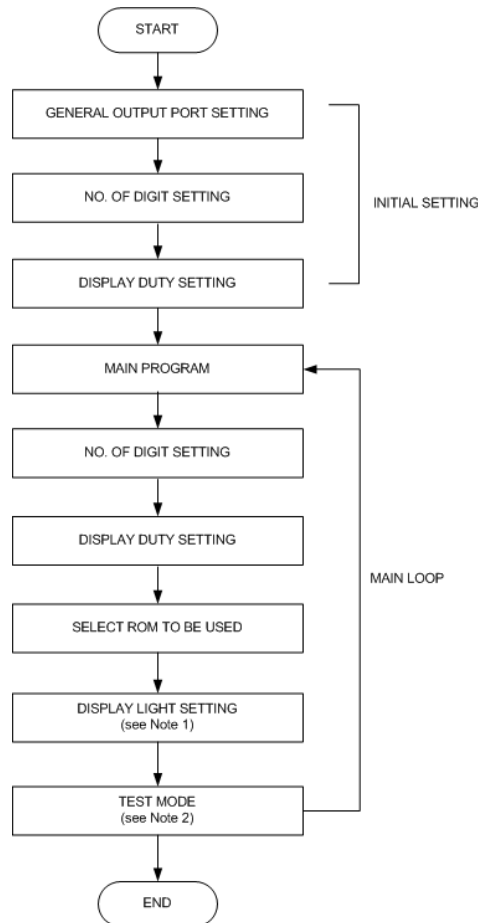 START
GENERAL OUTPUT PORT SETTING
NO. OF DIGIT SETTING
INITIAL SETTING
DISPLAY DUTY SETTING
MAIN PROGRAM
NO. OF DIGIT SETTING
DISPLAY DUTY SETTING
MAIN LOOP
SELECT ROM TO BE USED
DISPLAY LIGHT SETTING
(see Note 1)
TEST MODE
(see Note 2)
END